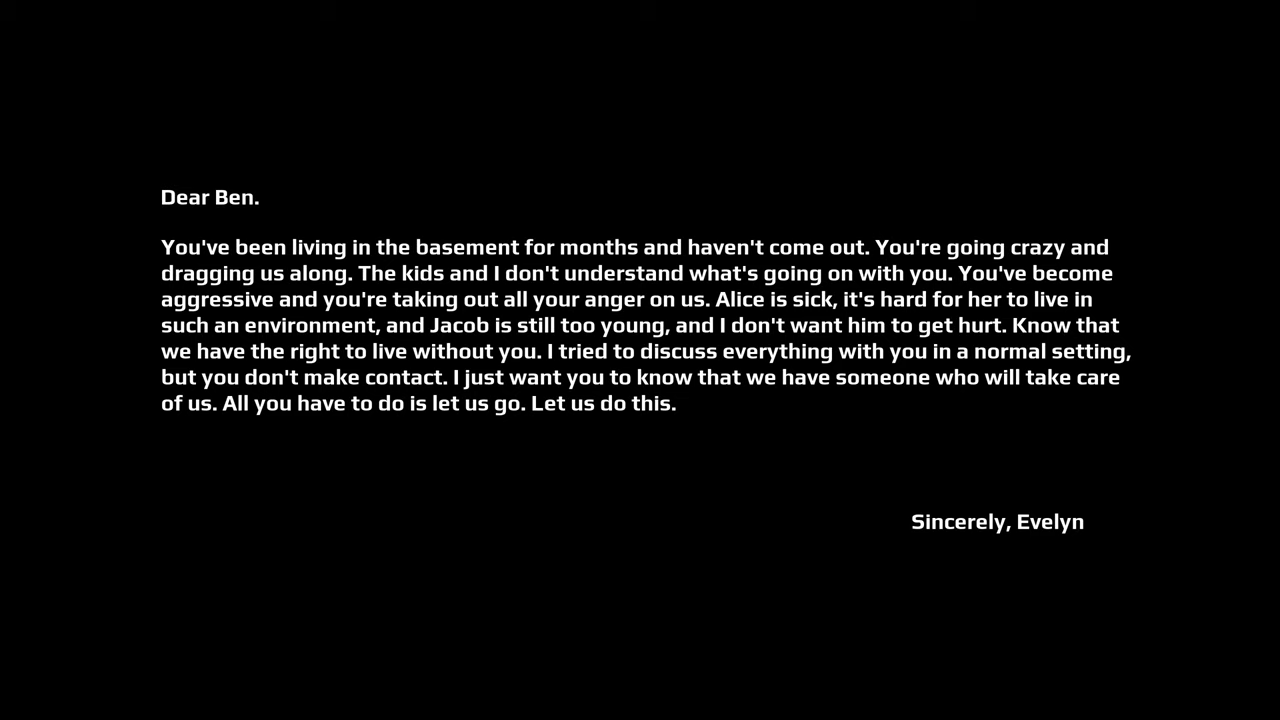 Dear Ben.
You've been living in the basement for months and haven't come out. You're going crazy and
dragging us along. The kids and I don't understand what's going on with you. You've become
aggressive and you're taking out all your anger on us. Alice is sick, it's hard for her to live in
such an environment, and Jacob is still too young, and I don't want him to get hurt. Know that
we have the right to live without you. I tried to discuss everything with you in a normal setting,
but you don't make contact. I just want you to know that we have someone who will take care
of us. All you have to do is let us go. Let us do this.
Sincerely, Evelyn